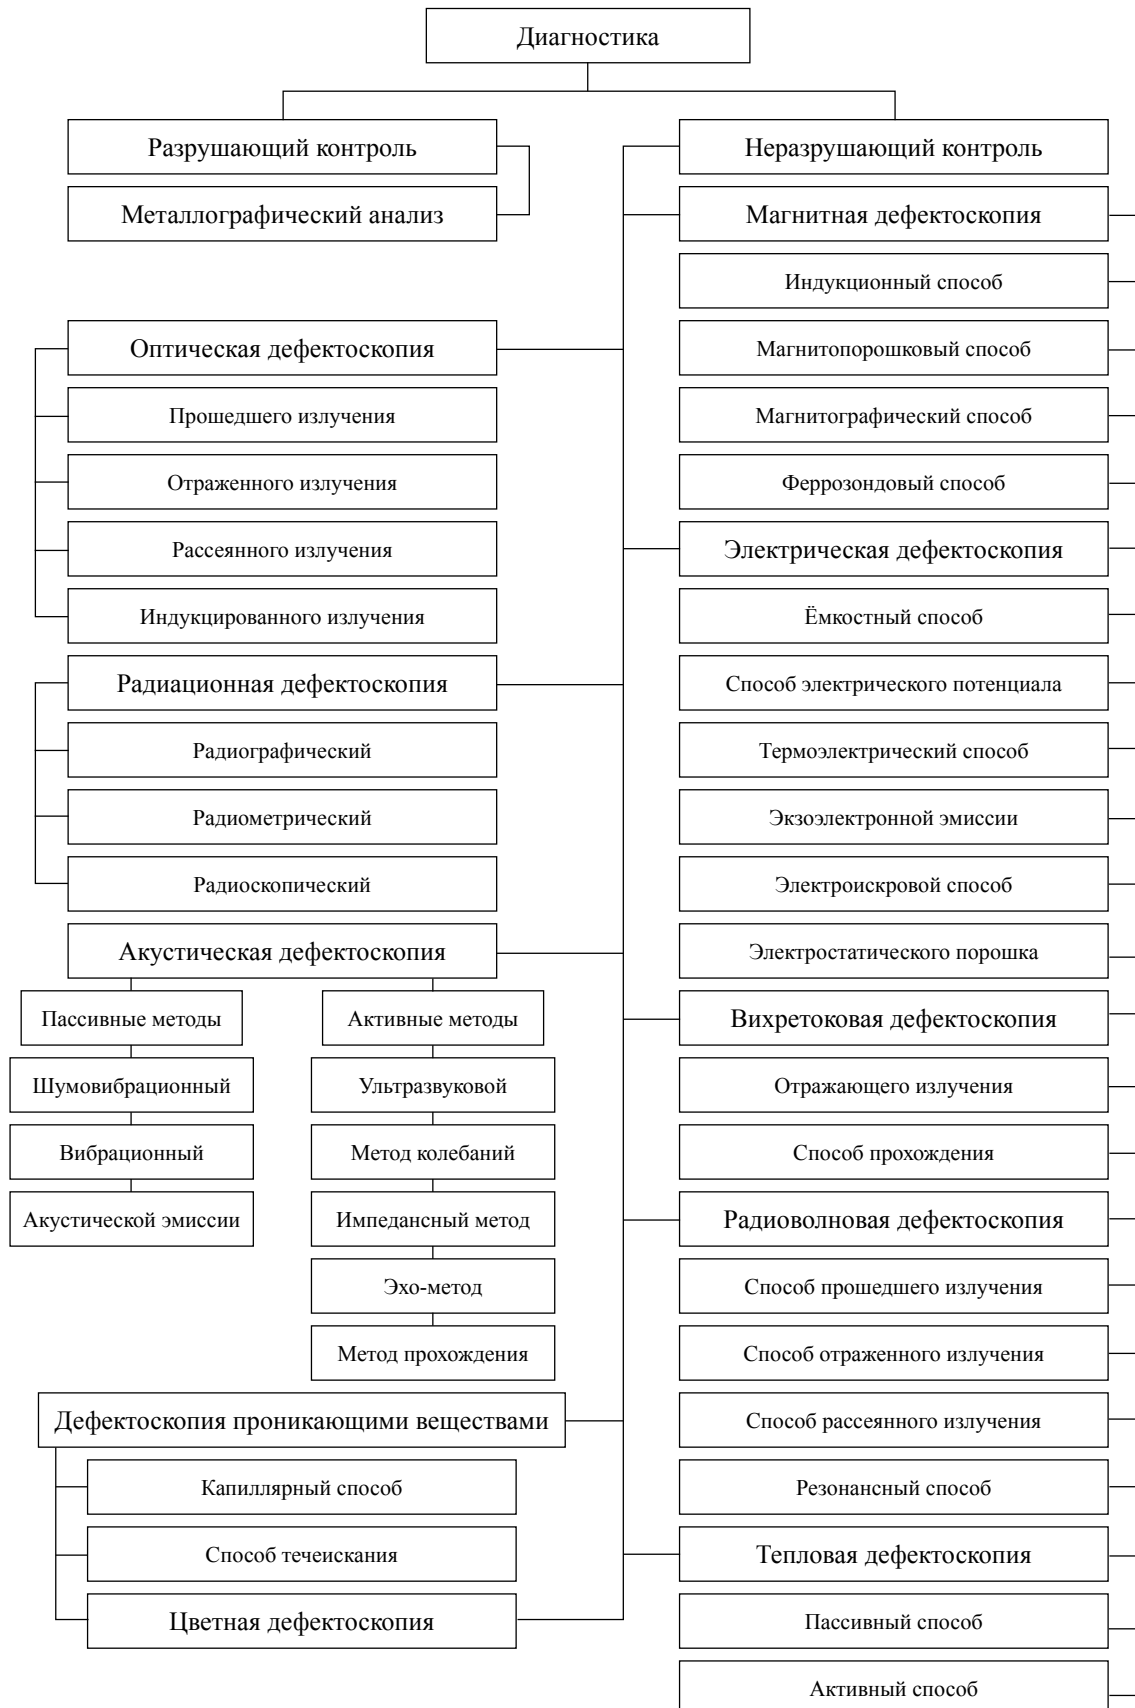 Диагностика
Разрушающий контроль
Металлографический анализ
Оптическая дефектоскопия
Прошедшего излучения
Отраженного излучения
Рассеянного излучения
Индуцированного излучения
Радиационная дефектоскопия
Радиографический
Радиометрический
Радиоскопический
Акустическая дефектоскопия
Пассивные методы
Шумовибрационный
Вибрационный
Акустической эмиссии
Активные методы
Ультразвуковой
Метод колебаний
Импедансный метод
Эхо-метод
Метод прохождения
Дефектоскопия проникающими веществами
Капиллярный способ
Способ течеискания
Цветная дефектоскопия
Неразрушающий контроль
Магнитная дефектоскопия
Индукционный способ
Магнитопорошковый способ
Магнитографический способ
Феррозондовый способ
Электрическая дефектоскопия
Ёмкостный способ
Способ электрического потенциала
Термоэлектрический способ
Экзоэлектронной эмиссии
Электроискровой способ
Электростатического порошка
Вихретоковая дефектоскопия
Отражающего излучения
Способ прохождения
Радиоволновая дефектоскопия
Способ прошедшего излучения
Способ отраженного излучения
Способ рассеянного излучения
Резонансный способ
Тепловая дефектоскопия
Пассивный способ
Активный способ